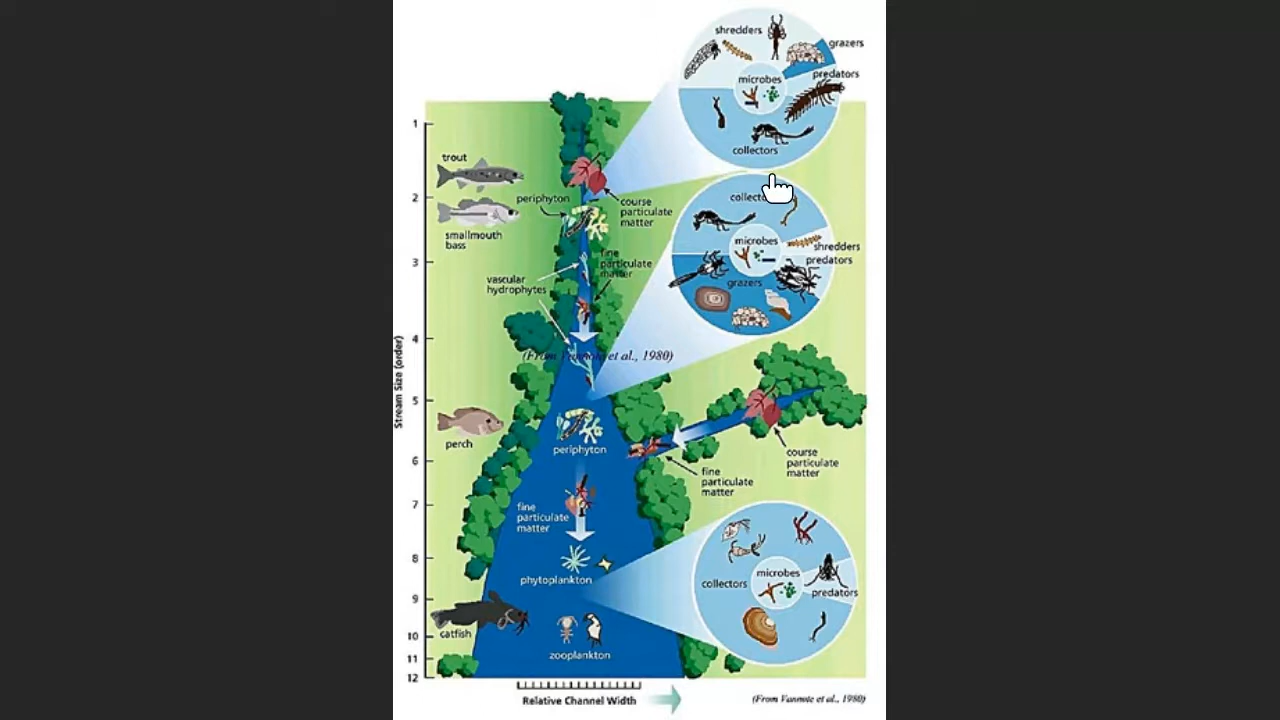 shredders
grazers
predators
microbes
collectors
1
trout
2
periphyton
course
particulate
matter
smallmouth
bass
microbes
shredders
predators
grazers
fine
particulate
matter
3
vascular
hydrophytes
4
(From Vannote et al., 1980)
Stream Size (order)
5
perch
periphyton
6
course
particulate
matter
fine
particulate
matter
7
fine
particulate
matter
8
phytoplankton
collectors
microbes
predators
9
catfish
10
zooplankton
11
12
Relative Channel Width
(From Vannote et al., 1980)